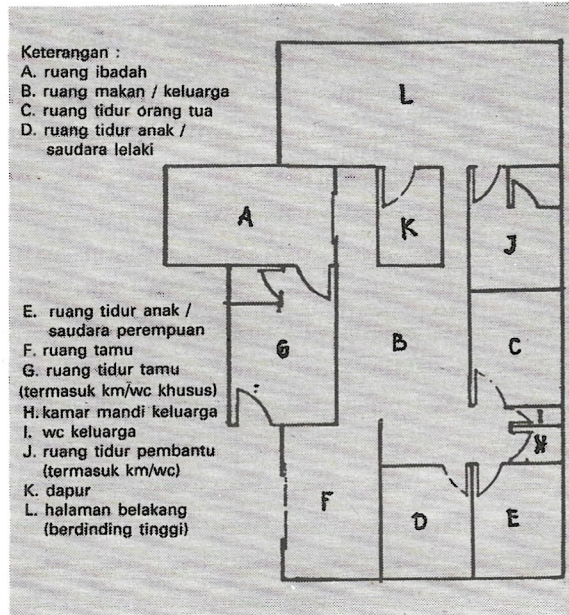 Keterangan :
A. ruang ibadah
B. ruang makan / keluarga
C. ruang tidur orang tua
D. ruang tidur anak /
saudara lelaki
E. ruang tidur anak /
saudara perempuan
F. ruang tamu
G. ruang tidur tamu
(termasuk km/wc khusus)
H. kamar mandi keluarga
I. wc keluarga
J. ruang tidur pembantu
(termasuk km/wc)
K. dapur
L. halaman belakang
(berdinding tinggi)
L
A
K
J
G
B
C
I
H
F
D
E